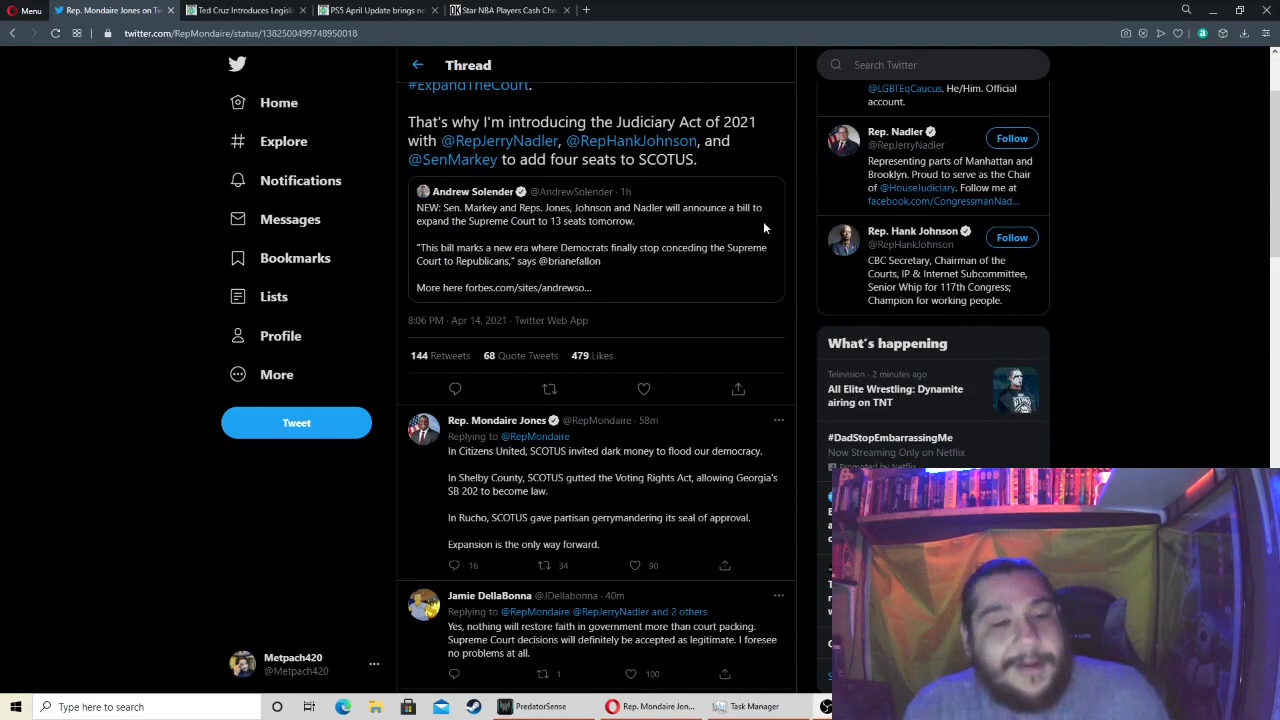 Menu
Rep. Mondaire Jones on Tw
Ted Cruz Introduces Legisla
PS5 April Update brings ne
Star NBA Players Cash Che
twitter.com/RepMondaire/status/1382500499748950018
Home
Explore
Notifications
Messages
Bookmarks
Lists
Profile
More
Tweet
Metpach420
@Metpach420
Thread
#ExpandTheCourt.
That's why I'm introducing the Judiciary Act of 2021
with @RepJerryNadler, @RepHankJohnson, and
@SenMarkey to add four seats to SCOTUS.
Andrew Solender @AndrewSolender · 1h
NEW: Sen. Markey and Reps. Jones, Johnson and Nadler will announce a bill to
expand the Supreme Court to 13 seats tomorrow.
"This bill marks a new era where Democrats finally stop conceding the Supreme
Court to Republicans," says @brianefallon
More here forbes.com/sites/andrewso...
8:06 PM · Apr 14, 2021 · Twitter Web App
144 Retweets 68 Quote Tweets 479 Likes
Rep. Mondaire Jones @RepMondaire · 58m
Replying to @RepMondaire
In Citizens United, SCOTUS invited dark money to flood our democracy.
In Shelby County, SCOTUS gutted the Voting Rights Act, allowing Georgia's
SB 202 to become law.
In Rucho, SCOTUS gave partisan gerrymandering its seal of approval.
Expansion is the only way forward.
16 34 90
Jamie DellaBonna @JDellabonna · 40m
Replying to @RepMondaire @RepJerryNadler and 2 others
Yes, nothing will restore faith in government more than court packing.
Supreme Court decisions will definitely be accepted as legitimate. I foresee
no problems at all.
1 100
Search Twitter
@LGBTEqCaucus. He/Him. Official
account.
Rep. Nadler
@RepJerryNadler
Follow
Representing parts of Manhattan and
Brooklyn. Proud to serve as the Chair
of @HouseJudiciary. Follow me at
facebook.com/CongressmanNad...
Rep. Hank Johnson
@RepHankJohnson
Follow
CBC Secretary, Chairman of the
Courts, IP & Internet Subcommittee,
Senior Whip for 117th Congress;
Champion for working people.
What's happening
Television · 2 minutes ago
All Elite Wrestling: Dynamite
airing on TNT
#DadStopEmbarrassingMe
Now Streaming Only on Netflix
Promoted by Netflix
Type here to search
PredatorSense
Rep. Mondaire Jon...
Task Manager